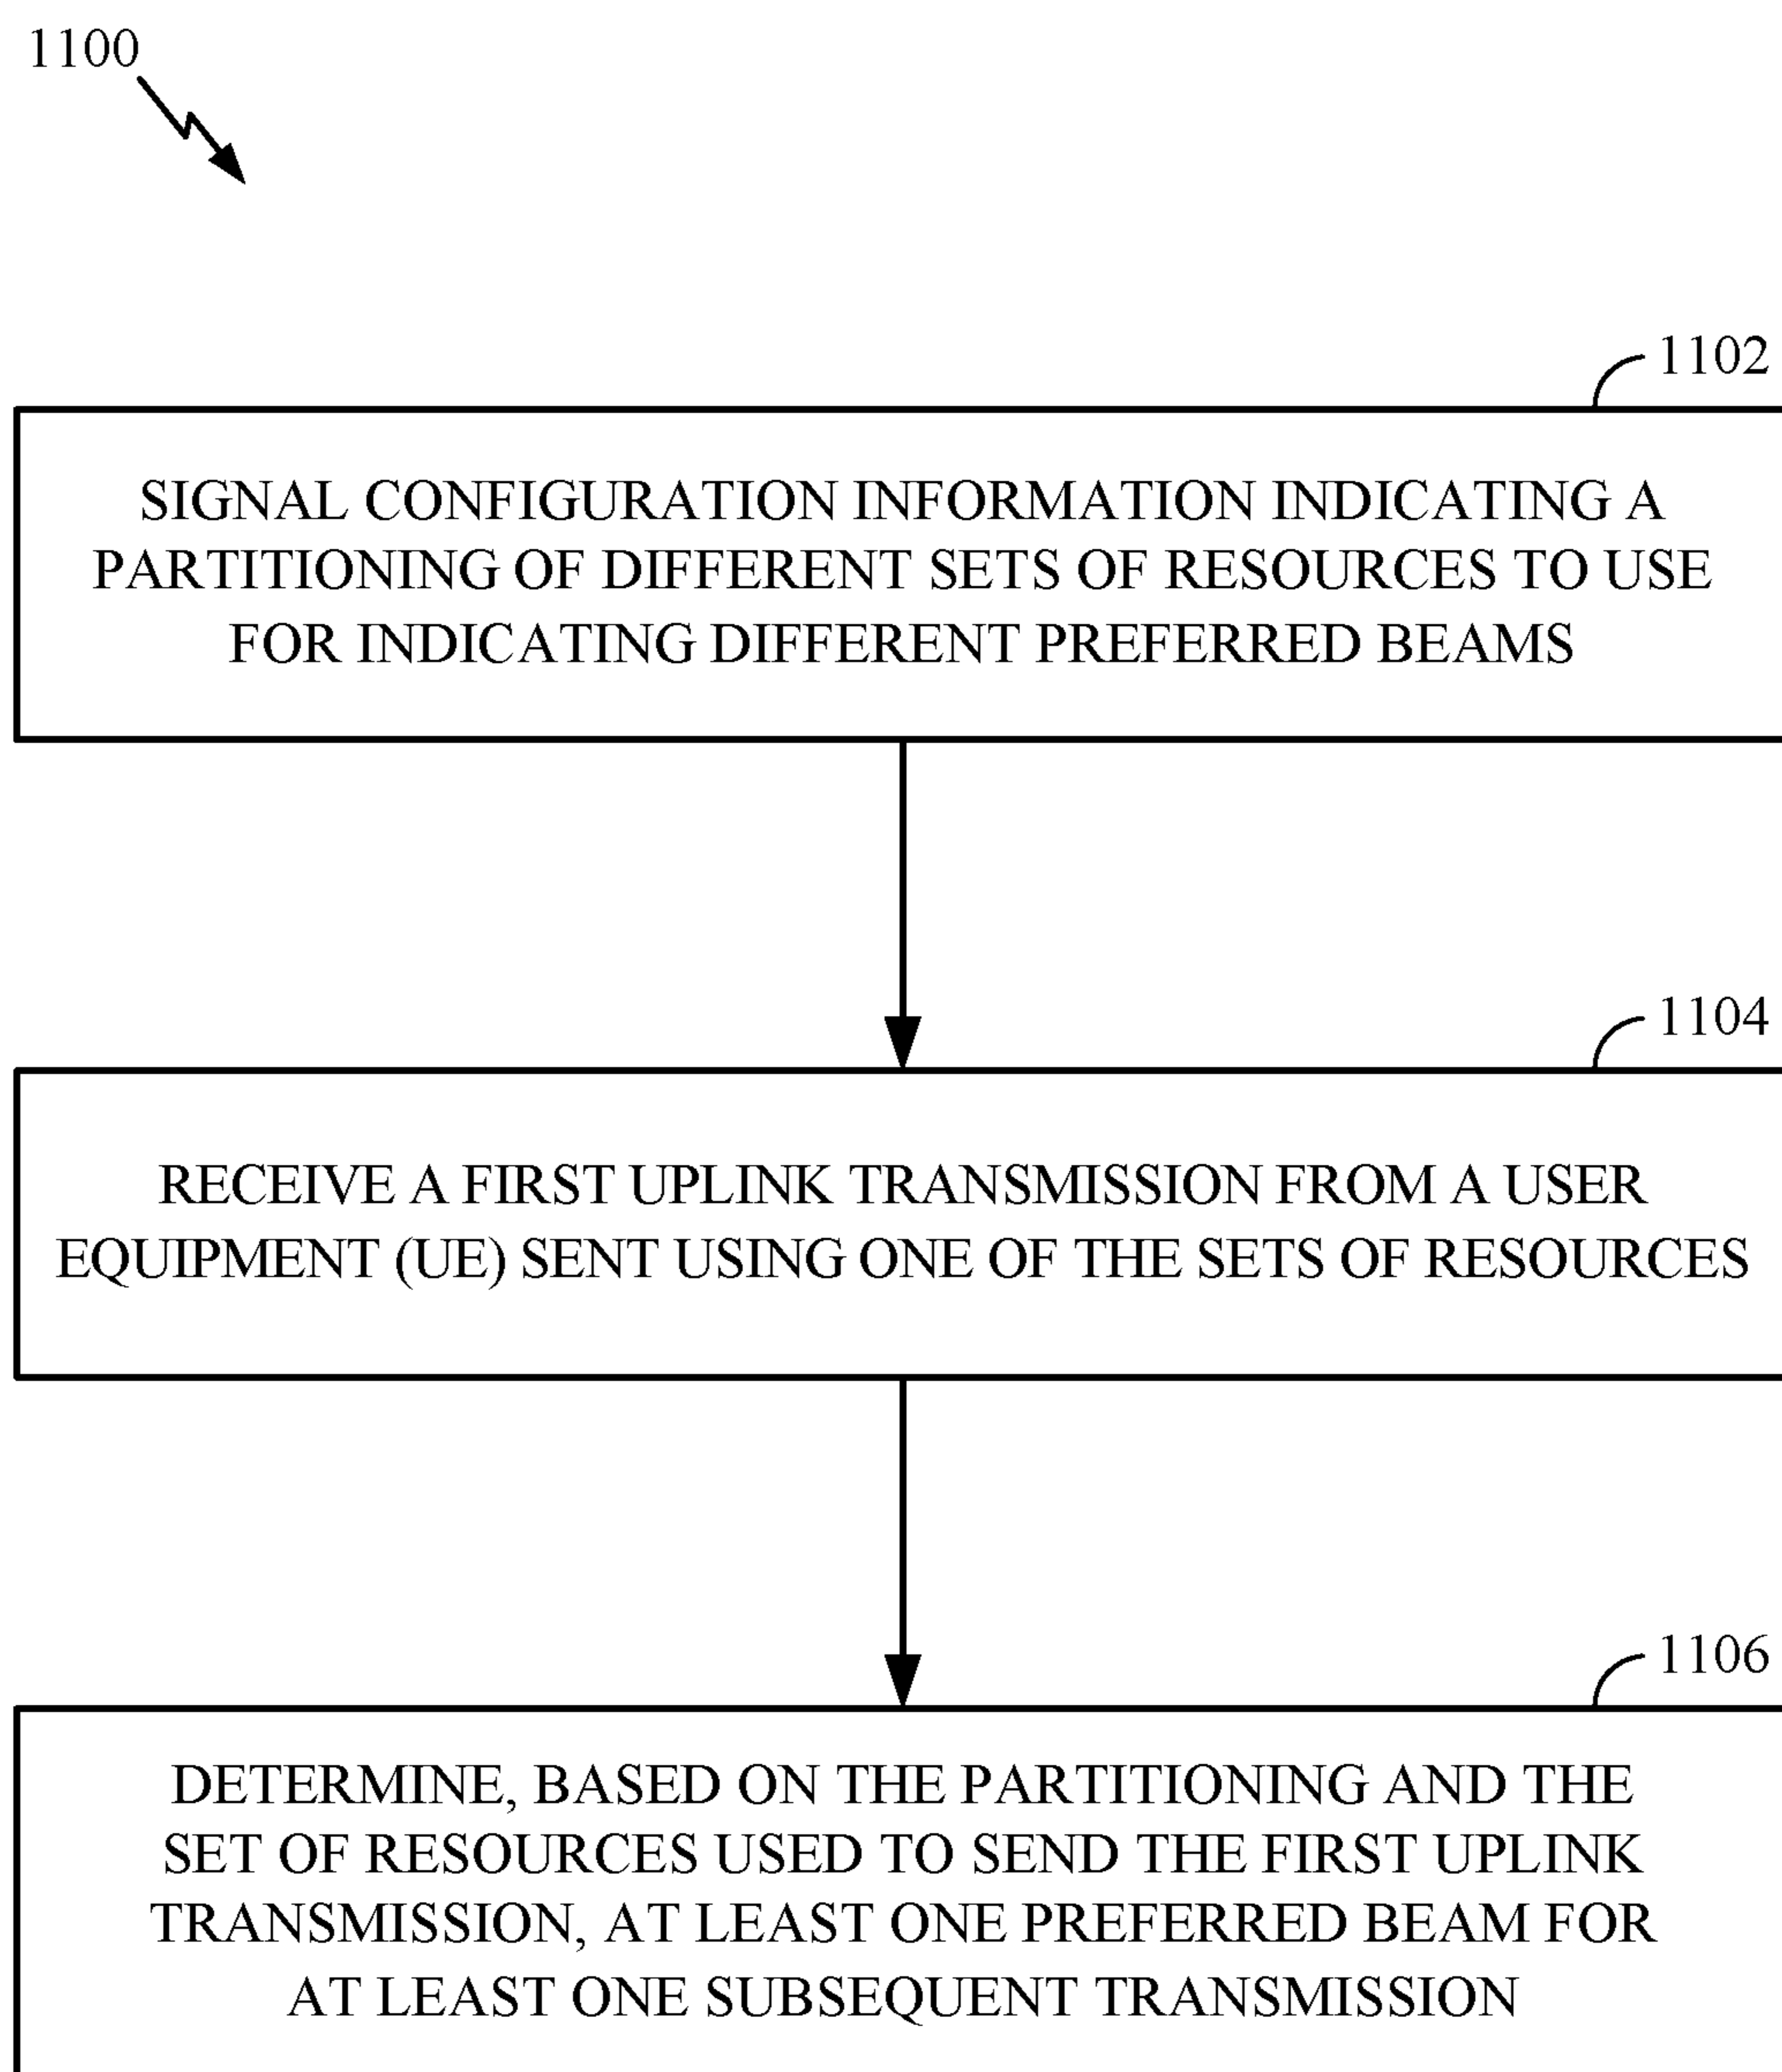 1100
1102
SIGNAL CONFIGURATION INFORMATION INDICATING A
PARTITIONING OF DIFFERENT SETS OF RESOURCES TO USE
FOR INDICATING DIFFERENT PREFERRED BEAMS
1104
RECEIVE A FIRST UPLINK TRANSMISSION FROM A USER
EQUIPMENT (UE) SENT USING ONE OF THE SETS OF RESOURCES
1106
DETERMINE, BASED ON THE PARTITIONING AND THE
SET OF RESOURCES USED TO SEND THE FIRST UPLINK
TRANSMISSION, AT LEAST ONE PREFERRED BEAM FOR
AT LEAST ONE SUBSEQUENT TRANSMISSION